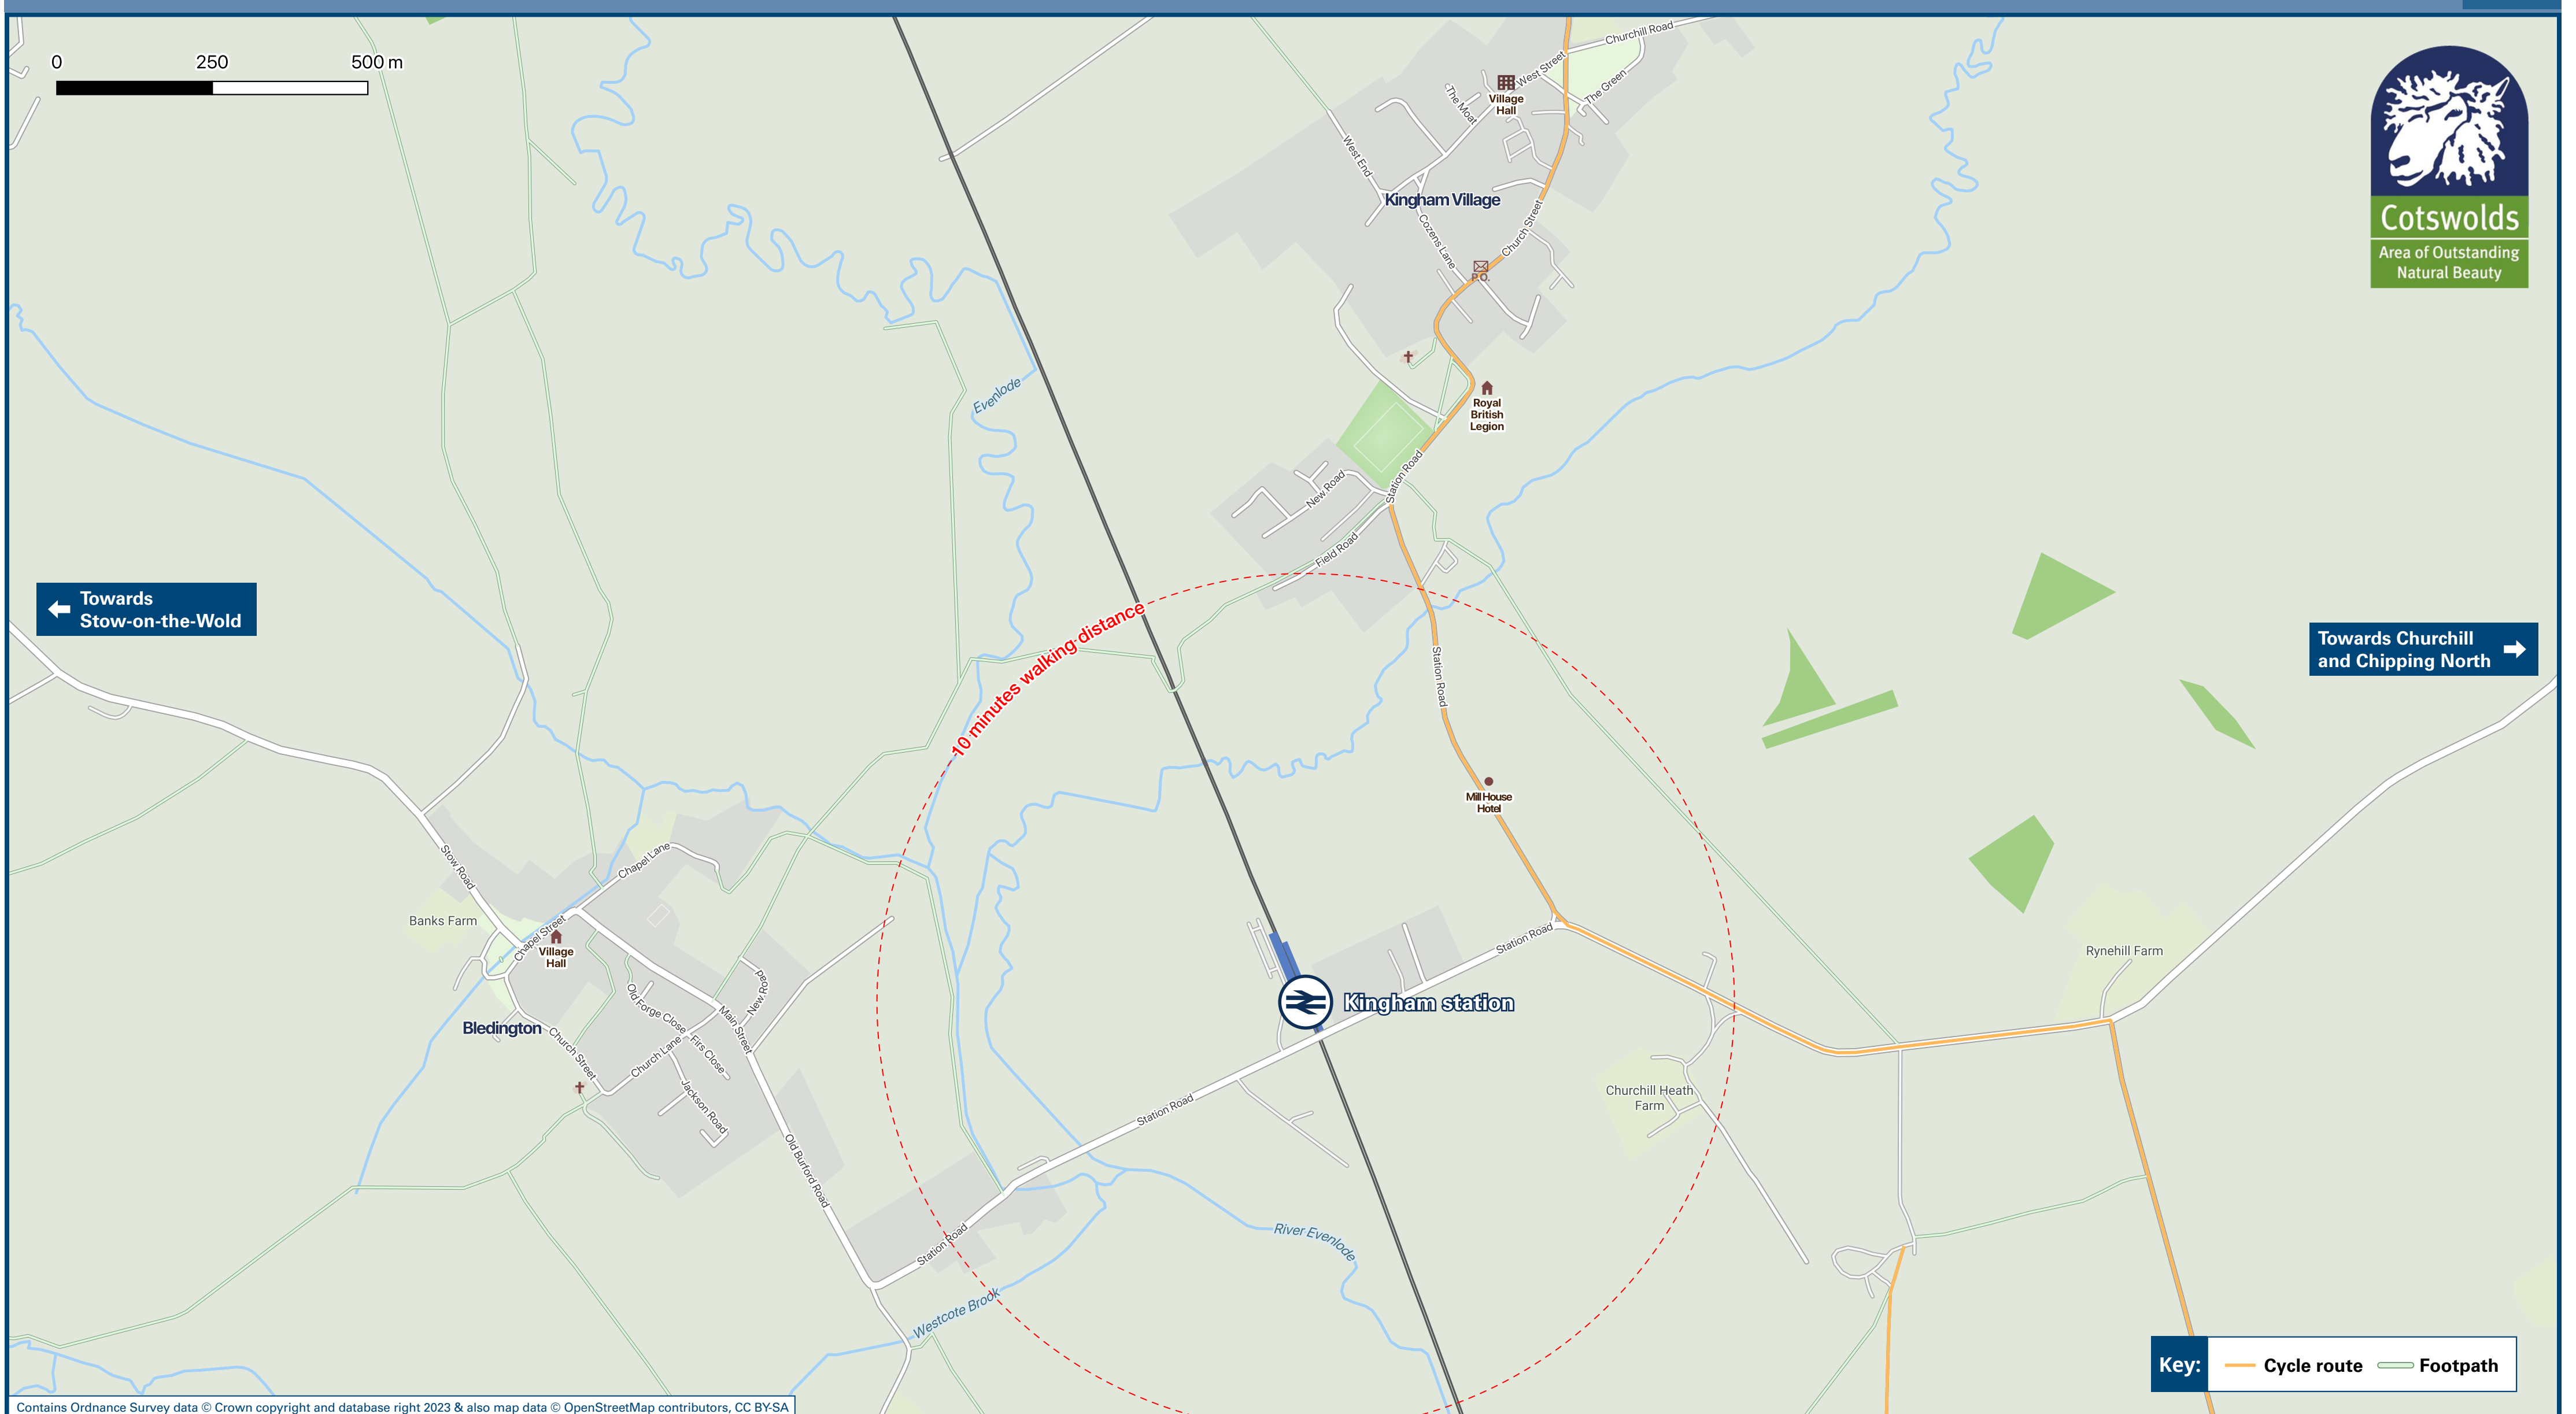 0 250 500 m
Churchill Road
West Street
The Green
The Moat
Village
Hall
West End
Kingham Village
Cozens Lane
Church Street
P.O.
Cotswolds
Area of Outstanding
Natural Beauty
Evenlode
Royal
British
Legion
Station Road
New Road
Field Road
Towards
Stow-on-the-Wold
10 minutes walking distance
Station Road
Towards Churchill
and Chipping North
Mill House
Hotel
Stow Road
Chapel Lane
Banks Farm
Chapel Street
Village
Hall
Station Road
Rynehill Farm
New Road
Old Forge Close
Kingham station
Main Street
Bledington
Church Street
Church Lane
Firs Close
Jackson Road
Station Road
Churchill Heath
Farm
Old Burford Road
Station Road
River Evenlode
Westcote Brook
Key: Cycle route Footpath
Contains Ordnance Survey data © Crown copyright and database right 2023 & also map data © OpenStreetMap contributors, CC BY-SA